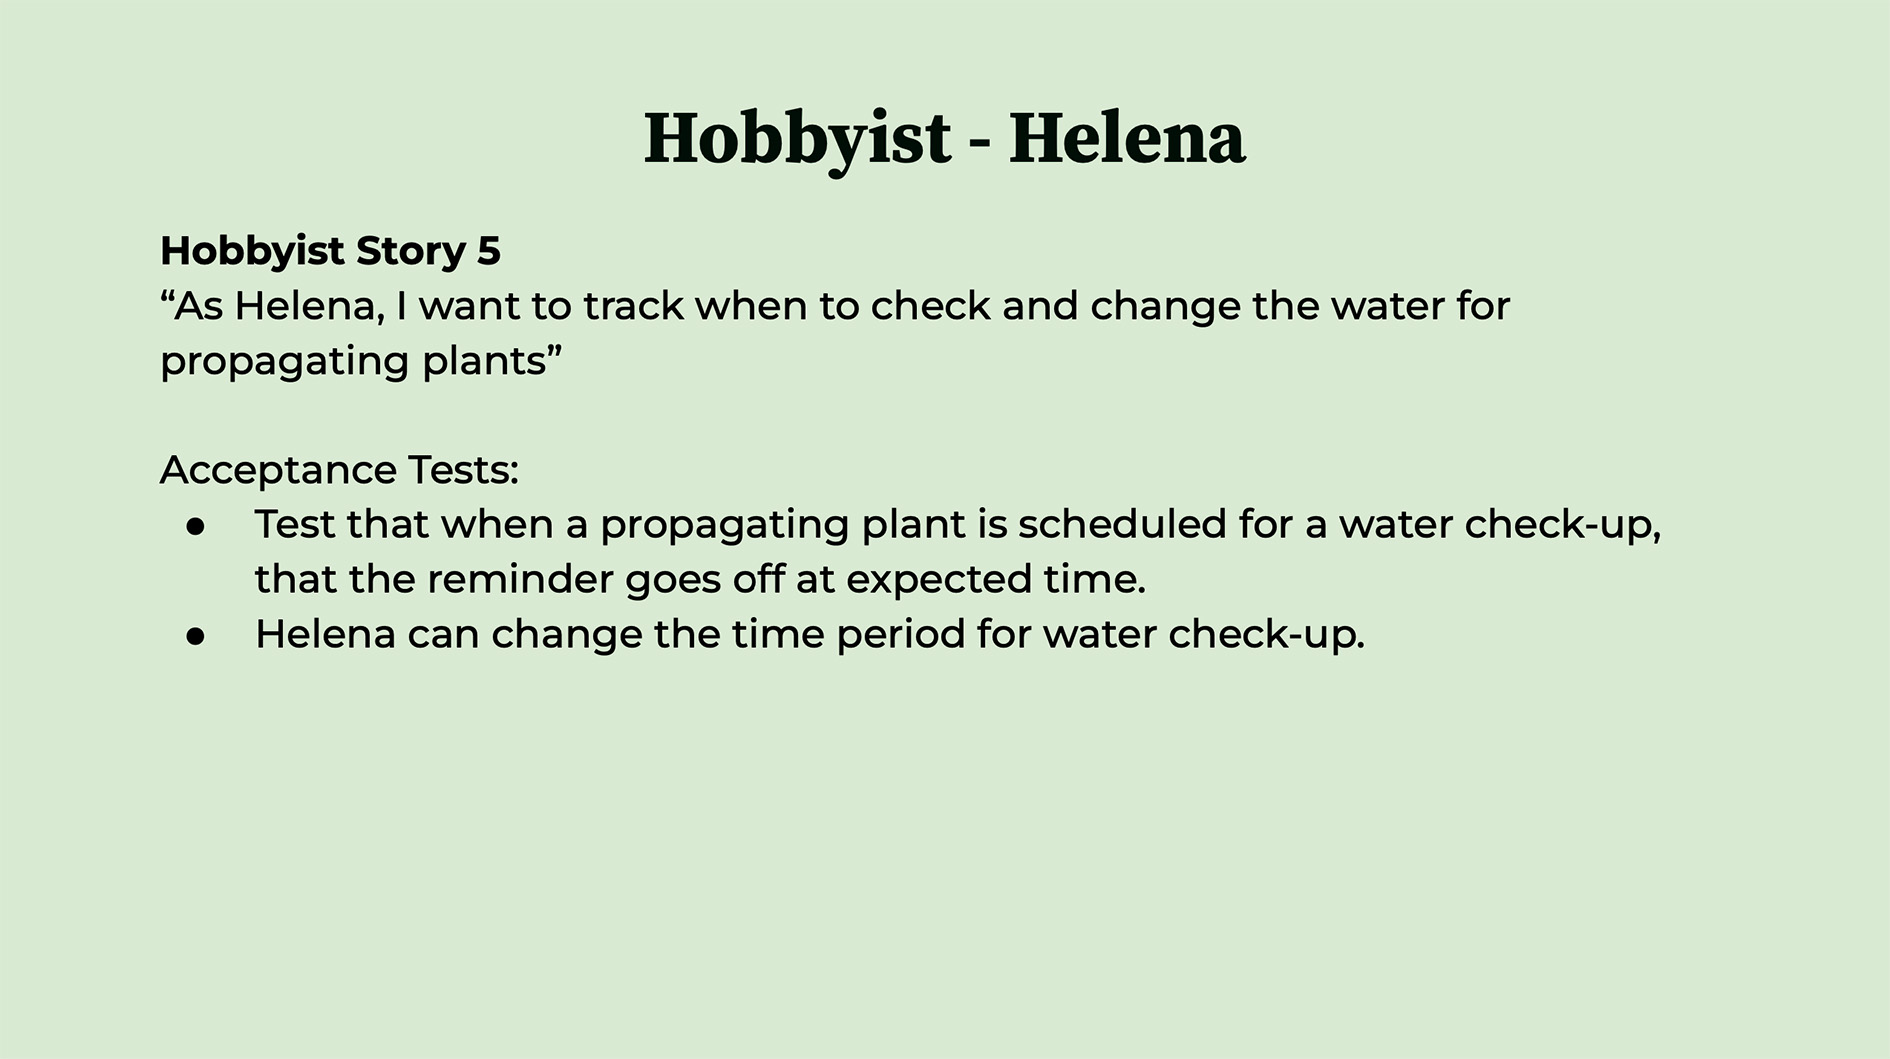 Hobbyist - Helena
Hobbyist Story 5
“As Helena, I want to track when to check and change the water for
propagating plants”
Acceptance Tests:
● Test that when a propagating plant is scheduled for a water check-up,
that the reminder goes off at expected time.
● Helena can change the time period for water check-up.